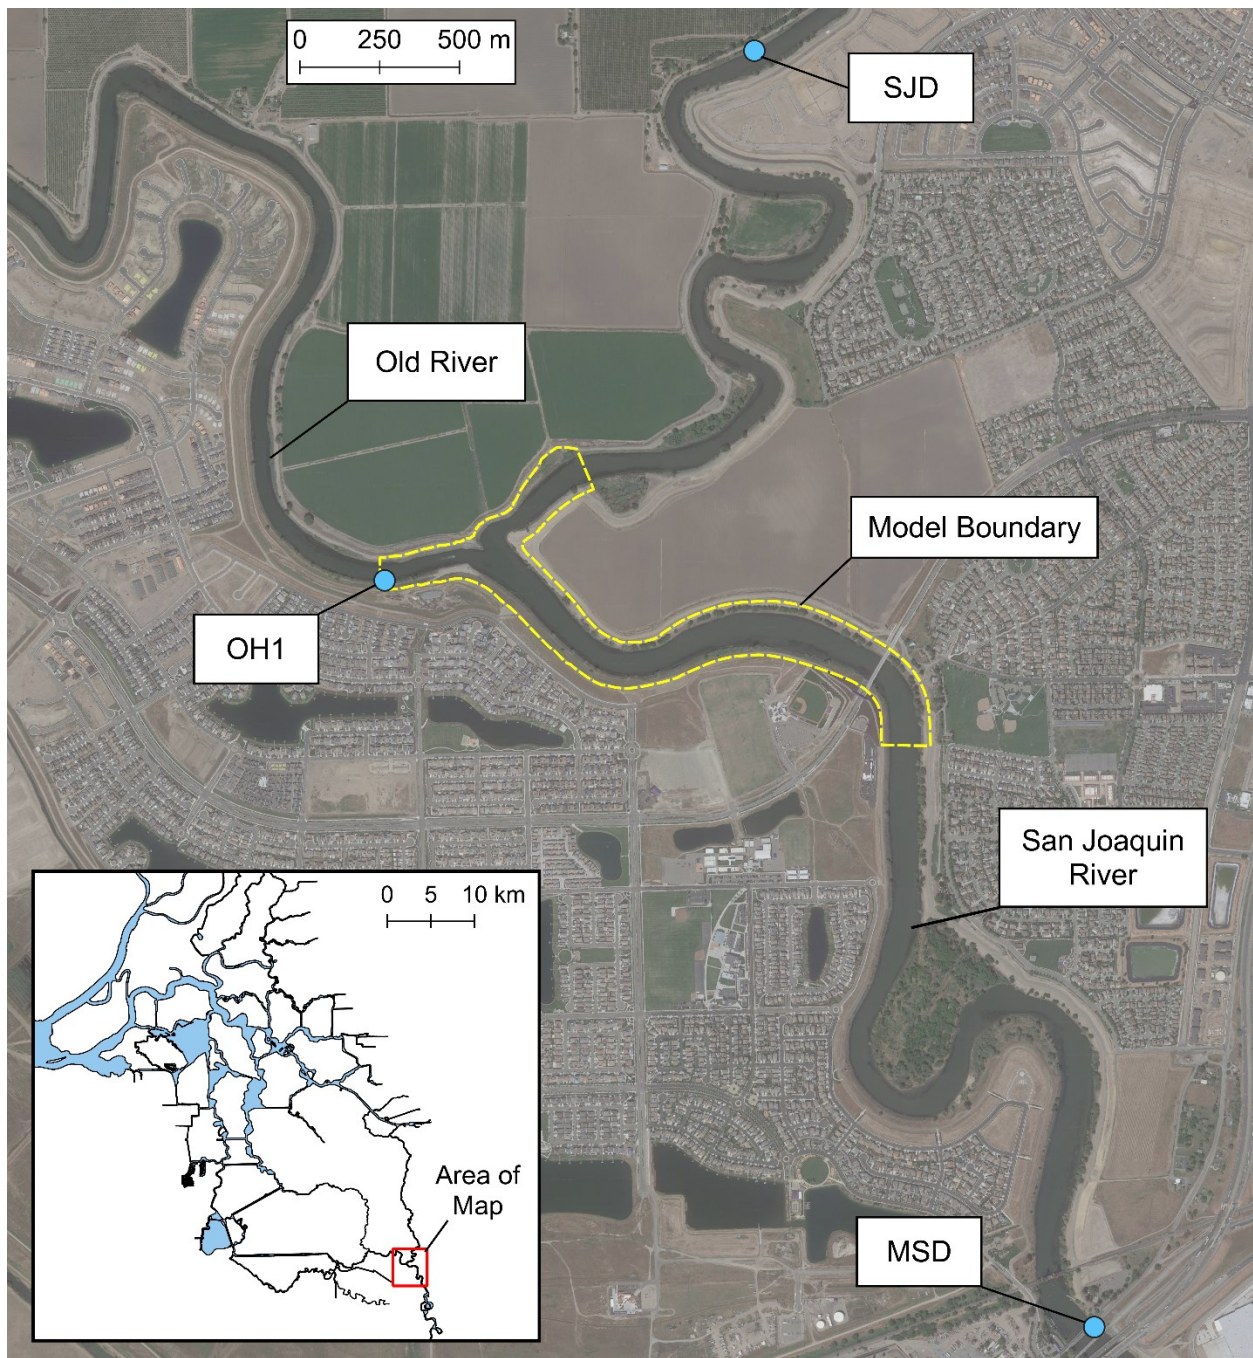 0 250 500 m
SJD
Old River
Model Boundary
OH1
San Joaquin
River
0 5 10 km
Area of
Map
MSD